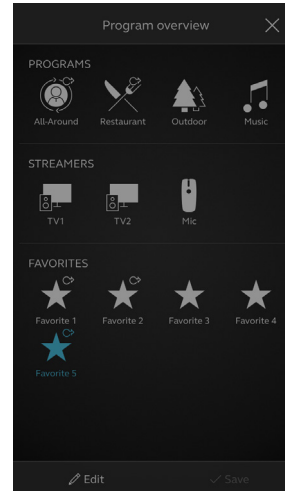 Program overview
PROGRAMS
All-Around Restaurant Outdoor Music
STREAMERS
TV1 TV2 Mic
FAVORITES
Favorite 1 Favorite 2 Favorite 3 Favorite 4
Favorite 5
Edit Save